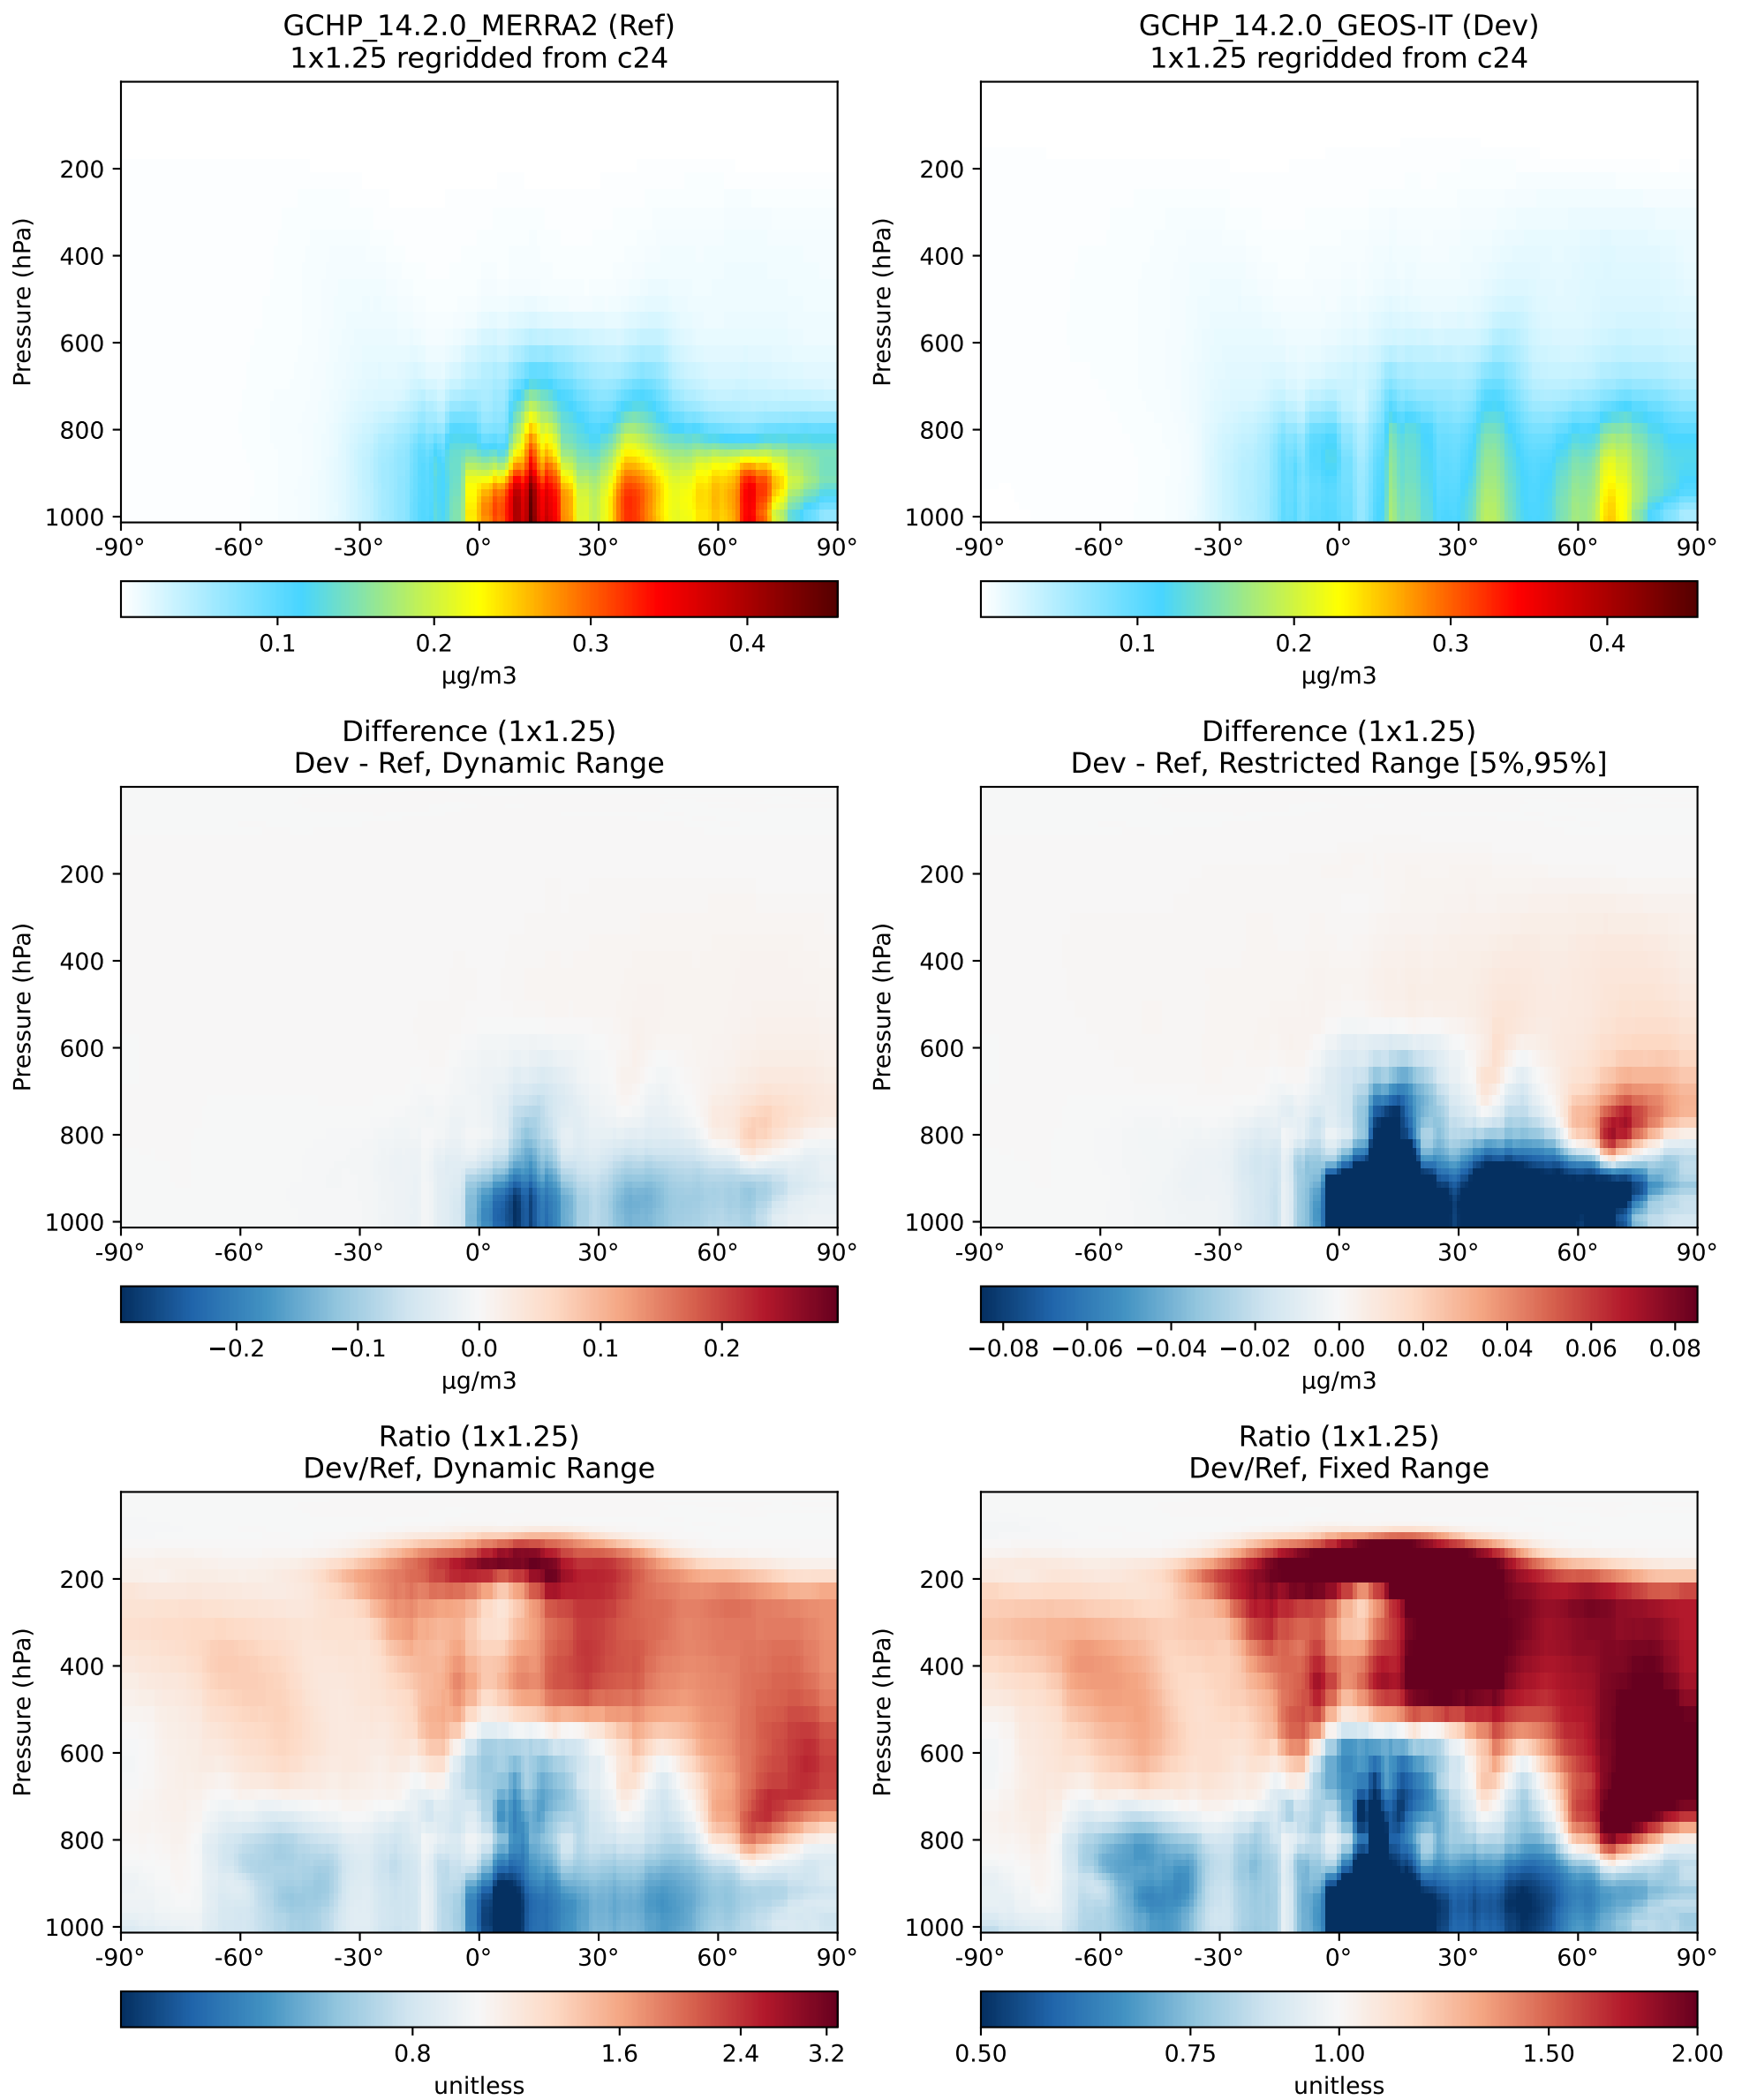 GCHP_14.2.0_MERRA2 (Ref)
1x1.25 regridded from c24
Pressure (hPa)
200
400
600
800
1000
-90° -60° -30° 0° 30° 60° 90°
0.1 0.2 0.3 0.4
μg/m3
GCHP_14.2.0_GEOS-IT (Dev)
1x1.25 regridded from c24
Pressure (hPa)
200
400
600
800
1000
-90° -60° -30° 0° 30° 60° 90°
0.1 0.2 0.3 0.4
μg/m3
Difference (1x1.25)
Dev - Ref, Dynamic Range
Pressure (hPa)
200
400
600
800
1000
-90° -60° -30° 0° 30° 60° 90°
−0.2 −0.1 0.0 0.1 0.2
μg/m3
Difference (1x1.25)
Dev - Ref, Restricted Range [5%,95%]
Pressure (hPa)
200
400
600
800
1000
-90° -60° -30° 0° 30° 60° 90°
−0.08 −0.06 −0.04 −0.02 0.00 0.02 0.04 0.06 0.08
μg/m3
Ratio (1x1.25)
Dev/Ref, Dynamic Range
Pressure (hPa)
200
400
600
800
1000
-90° -60° -30° 0° 30° 60° 90°
0.8 1.6 2.4 3.2
unitless
Ratio (1x1.25)
Dev/Ref, Fixed Range
Pressure (hPa)
200
400
600
800
1000
-90° -60° -30° 0° 30° 60° 90°
0.50 0.75 1.00 1.50 2.00
unitless